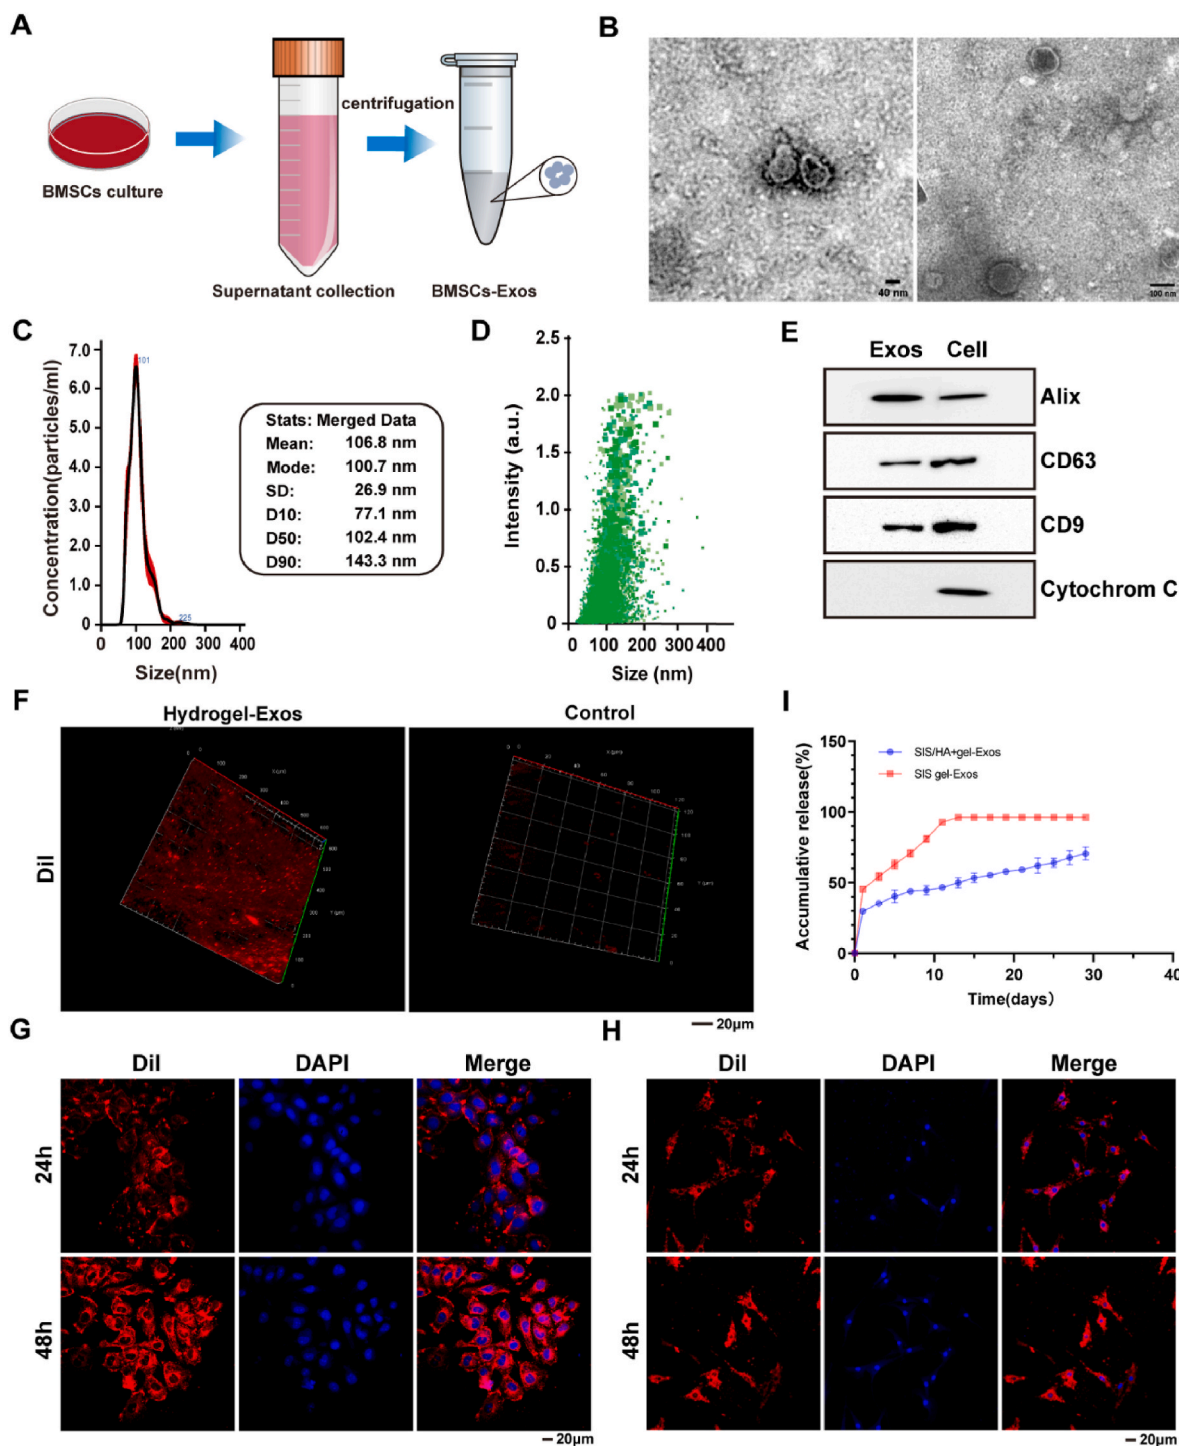 A
centrifugation
BMSCs culture
Supernatant collection
BMSCs-Exos
B
40 nm
100 nm
C
Concentration(particles/ml)
7.0
6.0
5.0
4.0
3.0
2.0
1.0
0
101
225
0 100 200 300 400
Size(nm)
Stats: Merged Data
Mean: 106.8 nm
Mode: 100.7 nm
SD: 26.9 nm
D10: 77.1 nm
D50: 102.4 nm
D90: 143.3 nm
D
Intensity (a.u.)
2.5
2.0
1.5
1.0
0.5
0
0 100 200 300 400
Size (nm)
E
Exos Cell
Alix
CD63
CD9
Cytochrom C
F
Hydrogel-Exos
Control
Dil
20μm
I
Accumulative release(%)
150
100
50
0
SIS/HA+gel-Exos
SIS gel-Exos
0 10 20 30 40
Time(days)
G
Dil DAPI Merge
24h
48h
20μm
H
Dil DAPI Merge
24h
48h
20μm